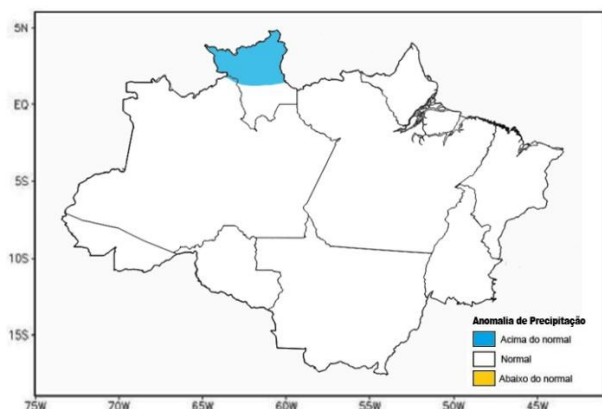 5N
EQ
5S
10S
15S
75W
70W
65W
60W
55W
50W
45W
Anomalia de Precipitação
Acima do normal
Normal
Abaixo do normal